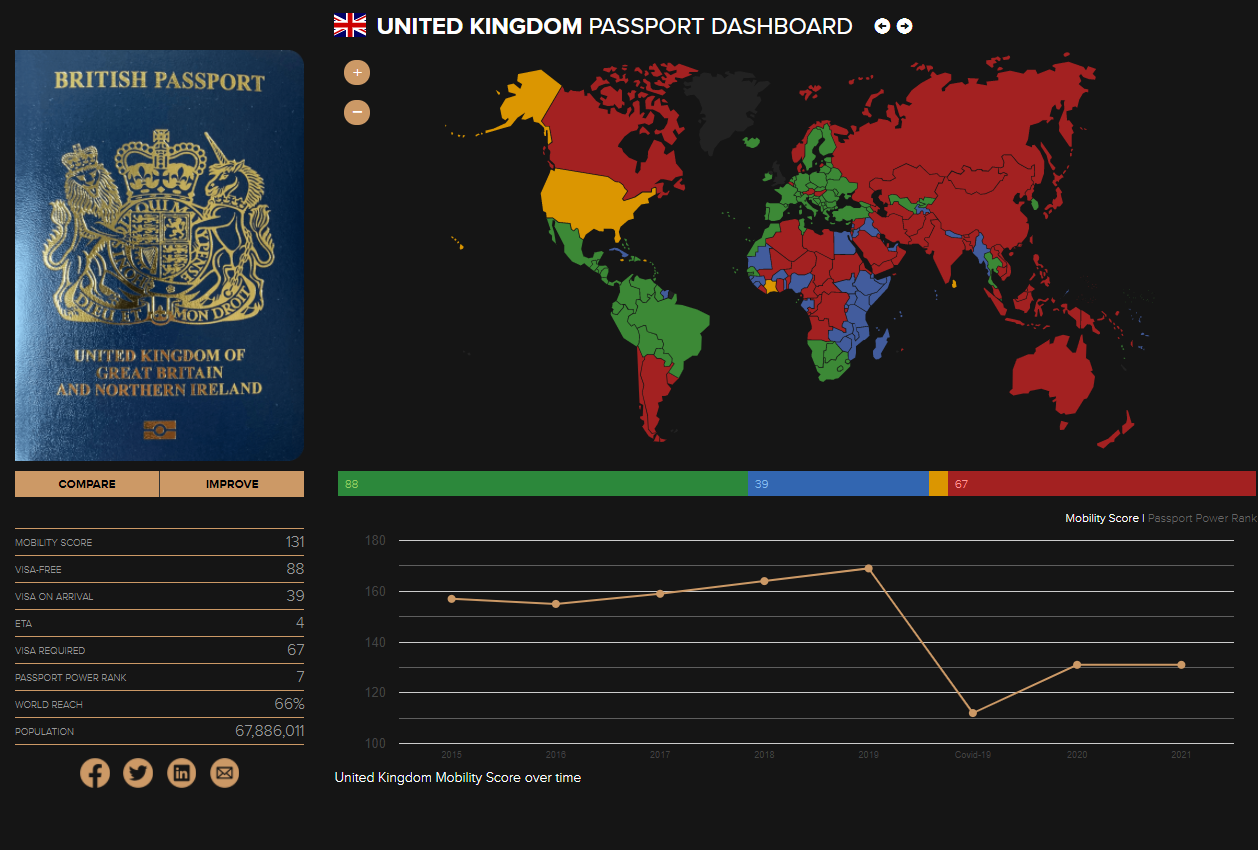 UNITED KINGDOM PASSPORT DASHBOARD
BRITISH PASSPORT
DIEU ET MON DROIT
UNITED KINGDOM OF
GREAT BRITAIN
AND NORTHERN IRELAND
COMPARE
IMPROVE
MOBILITY SCORE 131
VISA-FREE 88
VISA ON ARRIVAL 39
ETA 4
VISA REQUIRED 67
PASSPORT POWER RANK 7
WORLD REACH 66%
POPULATION 67,886,011
+
−
88
39
67
Mobility Score | Passport Power Rank
180
160
140
120
100
2015 2016 2017 2018 2019 Covid-19 2020 2021
United Kingdom Mobility Score over time